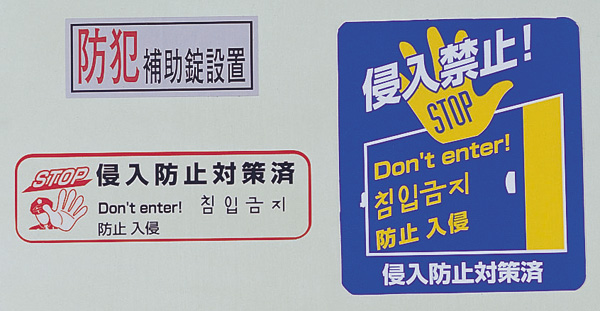 防犯補助錠設置
STOP 侵入防止対策済
Don't enter! 침입금지
防止 入侵
侵入禁止!
STOP
Don't enter!
침입금지
防止 入侵
侵入防止対策済